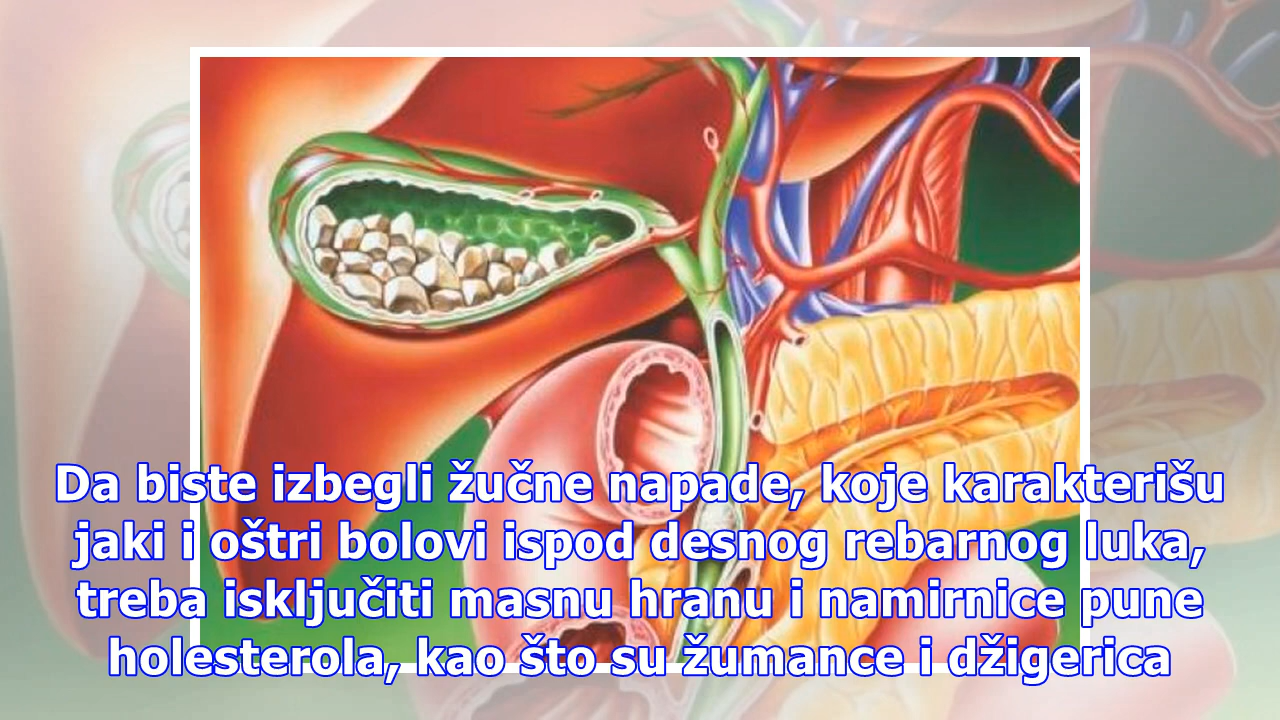 Da biste izbegli žučne napade, koje karakterišu
jaki i oštri bolovi ispod desnog rebarnog luka,
treba isključiti masnu hranu i namirnice pune
holesterola, kao što su žumance i džigerica